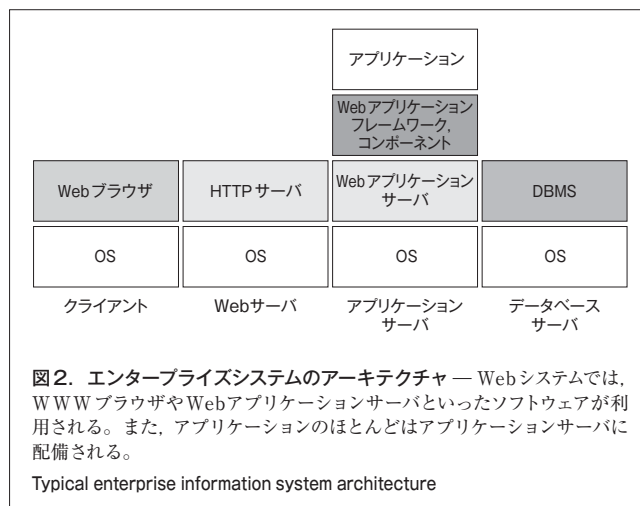 アプリケーション
Webアプリケーション
フレームワーク,
コンポーネント
Webブラウザ
HTTPサーバ
Webアプリケーション
サーバ
DBMS
OS
OS
OS
OS
クライアント
Webサーバ
アプリケーション
サーバ
データベース
サーバ
図2. エンタープライズシステムのアーキテクチャ — Webシステムでは,
WWWブラウザやWebアプリケーションサーバといったソフトウェアが利
用される。また, アプリケーションのほとんどはアプリケーションサーバに
配備される。
Typical enterprise information system architecture